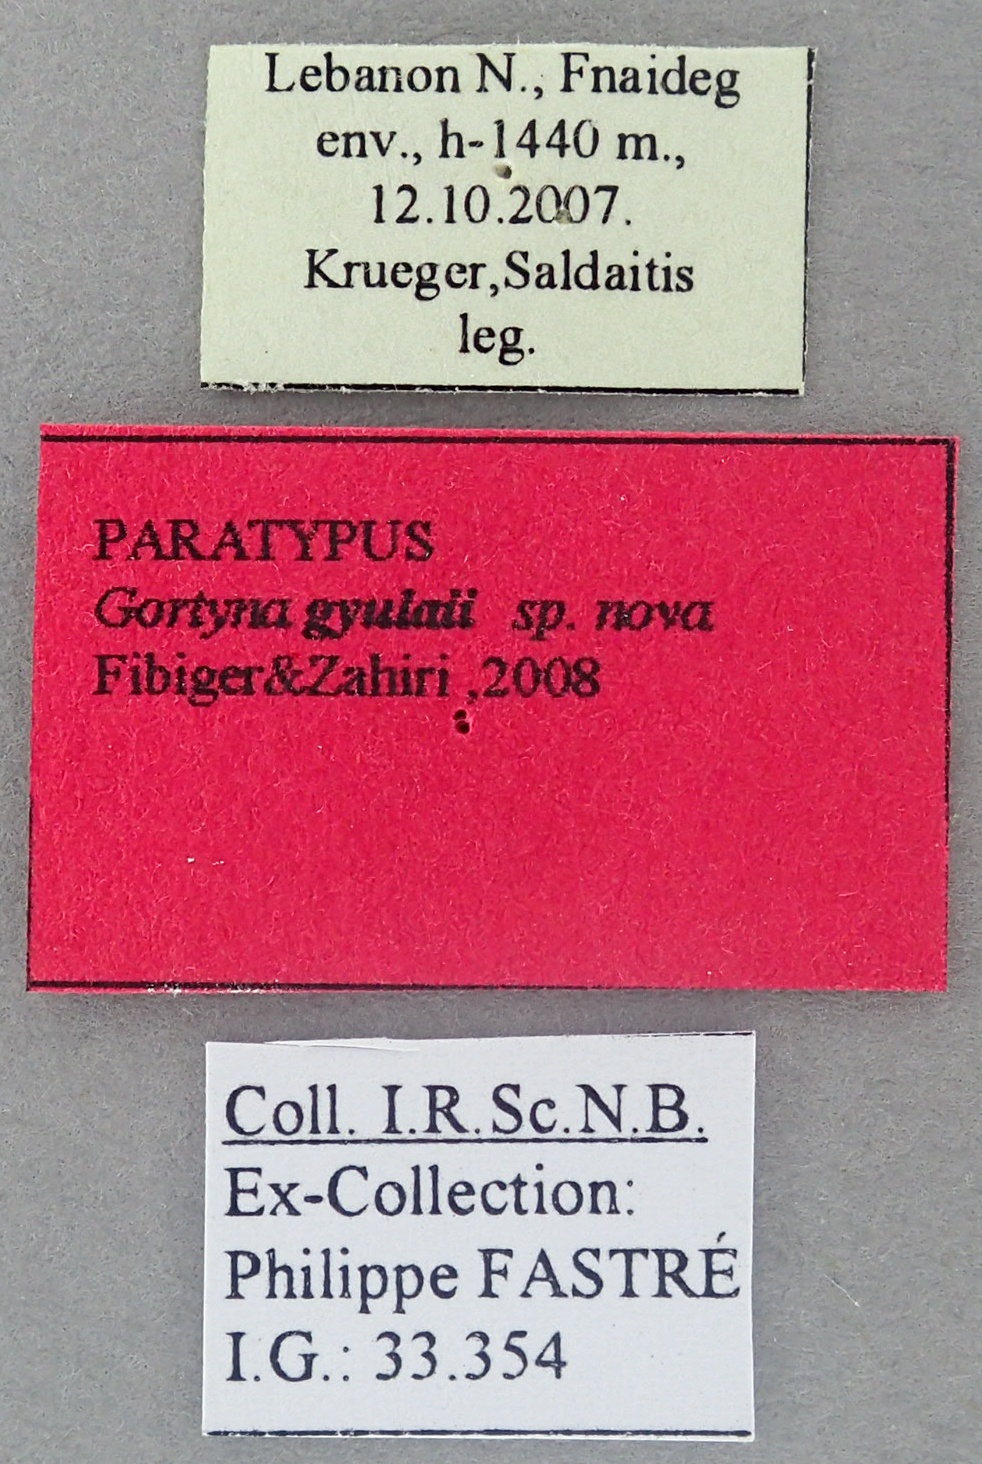 Lebanon N., Fnaideg
env., h-1440 m.,
12.10.2007.
Krueger,Saldaitis
leg.
PARATYPUS
Gortyna gyulaii sp. nova
Fibiger&Zahiri ,2008
Coll. I.R.Sc.N.B.
Ex-Collection:
Philippe FASTRÉ
I.G.: 33.354